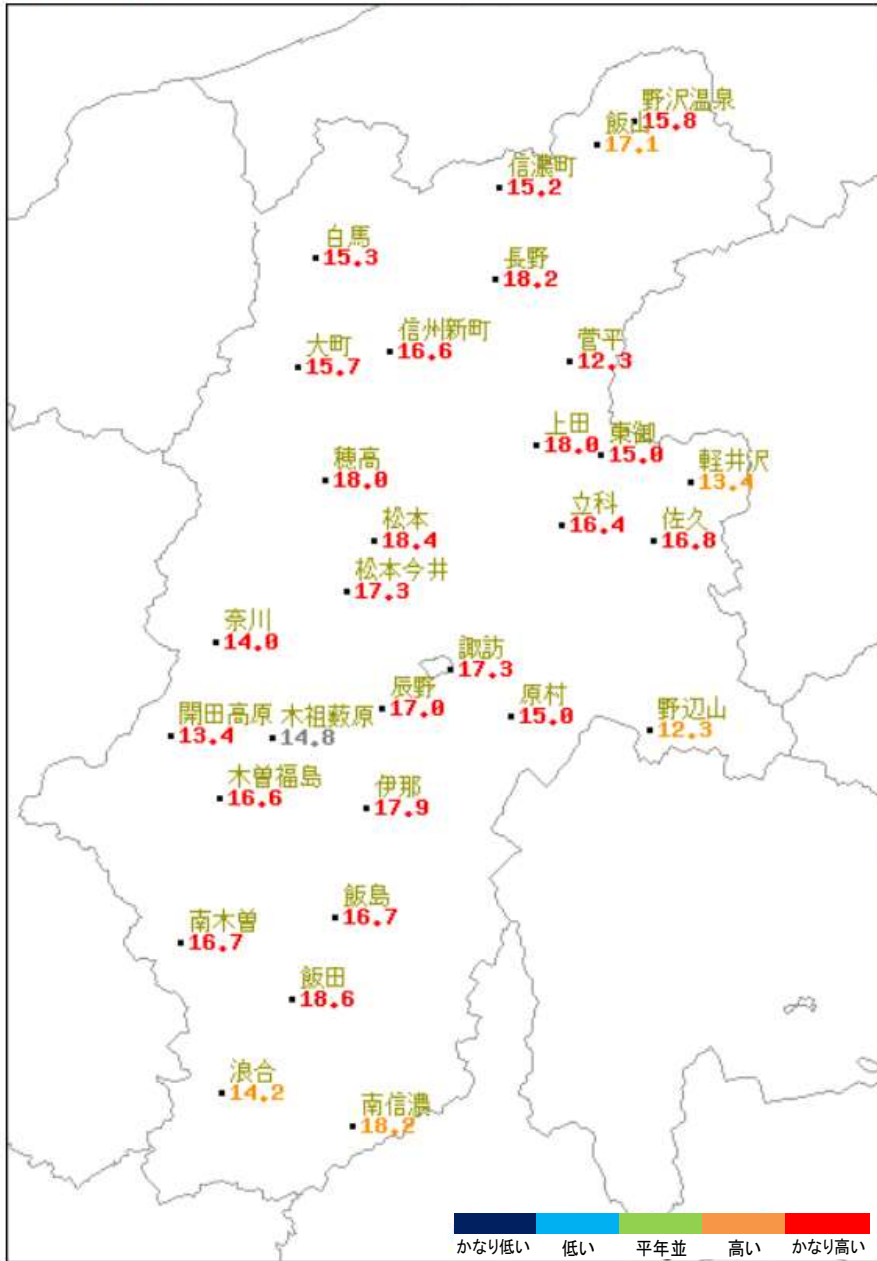 野沢温泉
15.8
飯山
17.1
信濃町
15.2
白馬
15.3
長野
18.2
信州新町
16.6
大町
15.7
菅平
12.3
上田
18.0
東御
15.0
軽井沢
13.4
穂高
18.0
立科
16.4
佐久
16.8
松本
18.4
松本今井
17.3
奈川
14.0
諏訪
17.3
辰野
17.0
原村
15.0
野辺山
12.3
開田高原
13.4
木祖薮原
14.8
木曽福島
16.6
伊那
17.9
飯島
16.7
南木曽
16.7
飯田
18.6
浪合
14.2
南信濃
18.2
かなり低い 低い 平年並 高い かなり高い